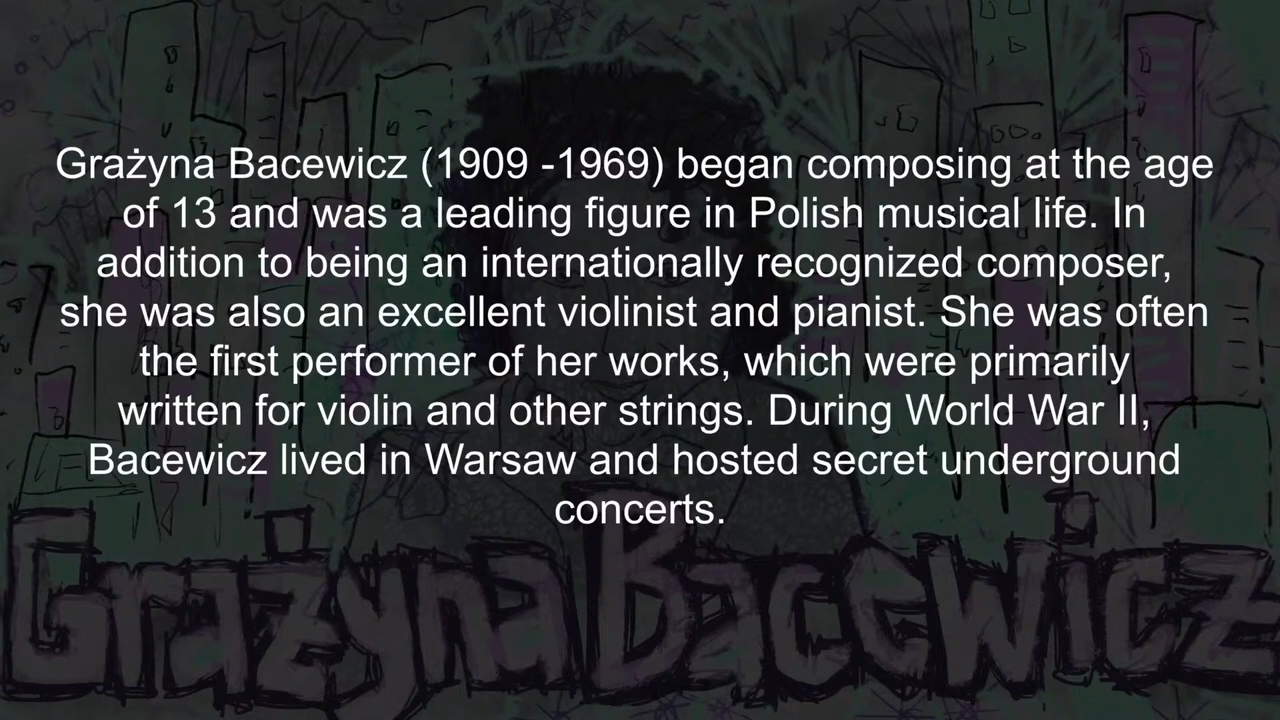 Grażyna Bacewicz (1909 -1969) began composing at the age
of 13 and was a leading figure in Polish musical life. In
addition to being an internationally recognized composer,
she was also an excellent violinist and pianist. She was often
the first performer of her works, which were primarily
written for violin and other strings. During World War II,
Bacewicz lived in Warsaw and hosted secret underground
concerts.
Grażyna Bacewicz